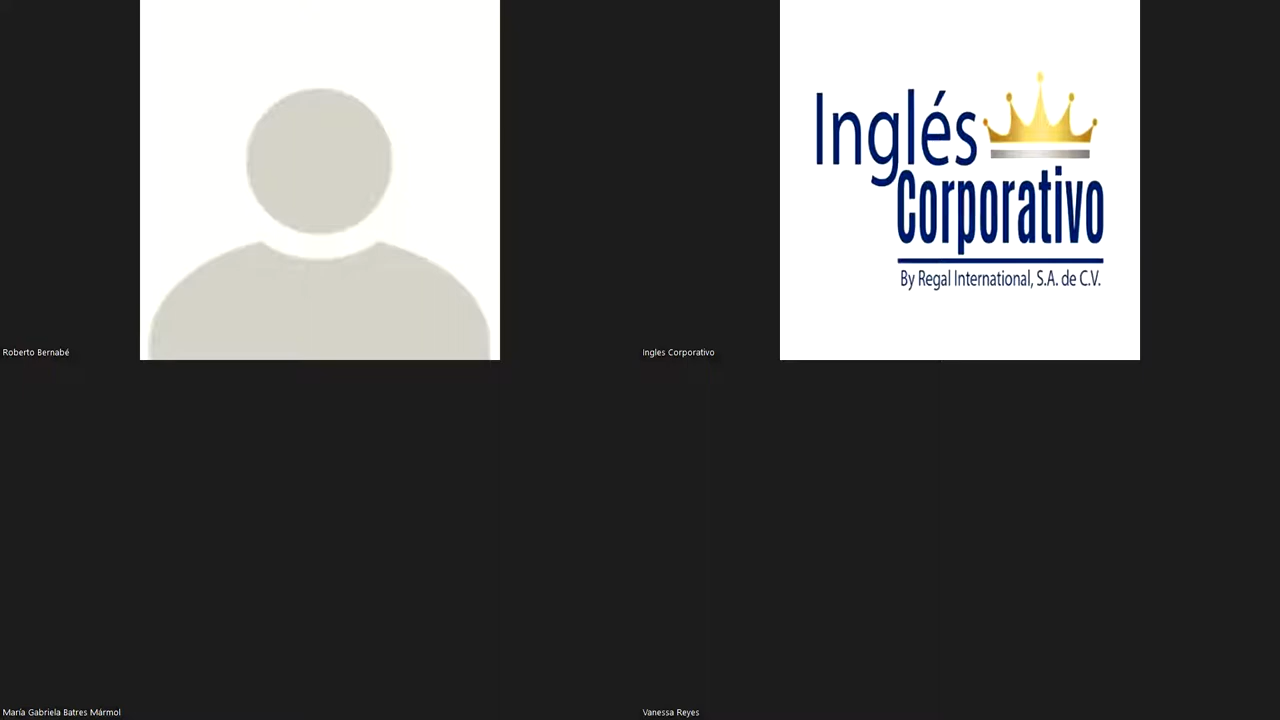 Inglés
Corporativo
By Regal International, S.A. de C.V.
Roberto Bernabé
Ingles Corporativo
María Gabriela Batres Mármol
Vanessa Reyes